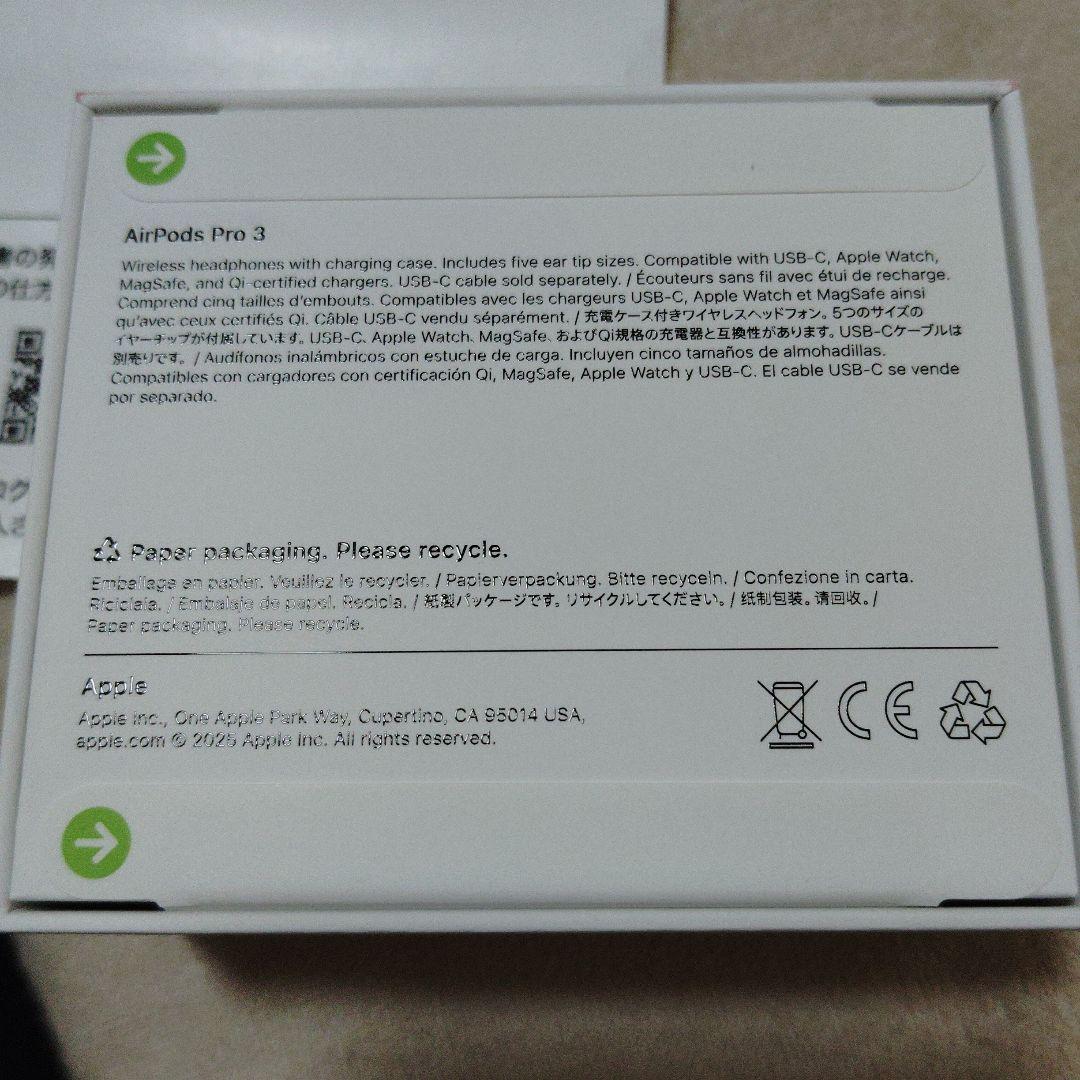 AirPods Pro 3
Wireless headphones with charging case. Includes five ear tip sizes. Compatible with USB-C, Apple Watch,
MagSafe, and Qi-certified chargers. USB-C cable sold separately. / Écouteurs sans fil avec étui de recharge.
Comprend cinq tailles d'embouts. Compatibles avec les chargeurs USB-C, Apple Watch et MagSafe ainsi
qu'avec ceux certifiés Qi. Câble USB-C vendu séparément. / 充電ケース付きワイヤレスヘッドフォン。5つのサイズの
イヤーチップが付属しています。USB-C、Apple Watch、MagSafe、およびQi規格の充電器と互換性があります。USB-Cケーブルは
別売りです。 / Audífonos inalámbricos con estuche de carga. Incluyen cinco tamaños de almohadillas.
Compatibles con cargadores con certificación Qi, MagSafe, Apple Watch y USB-C. El cable USB-C se vende
por separado.
Paper packaging. Please recycle.
Emballage en papier. Veuillez le recycler. / Papierverpackung. Bitte recyceln. / Confezione in carta.
Riciclala. / Embalaje de papel. Recicla. / 紙製パッケージです。リサイクルしてください。/ 纸制包装。请回收。/
Paper packaging. Please recycle.
Apple
Apple Inc., One Apple Park Way, Cupertino, CA 95014 USA,
apple.com © 2025 Apple Inc. All rights reserved.
CE